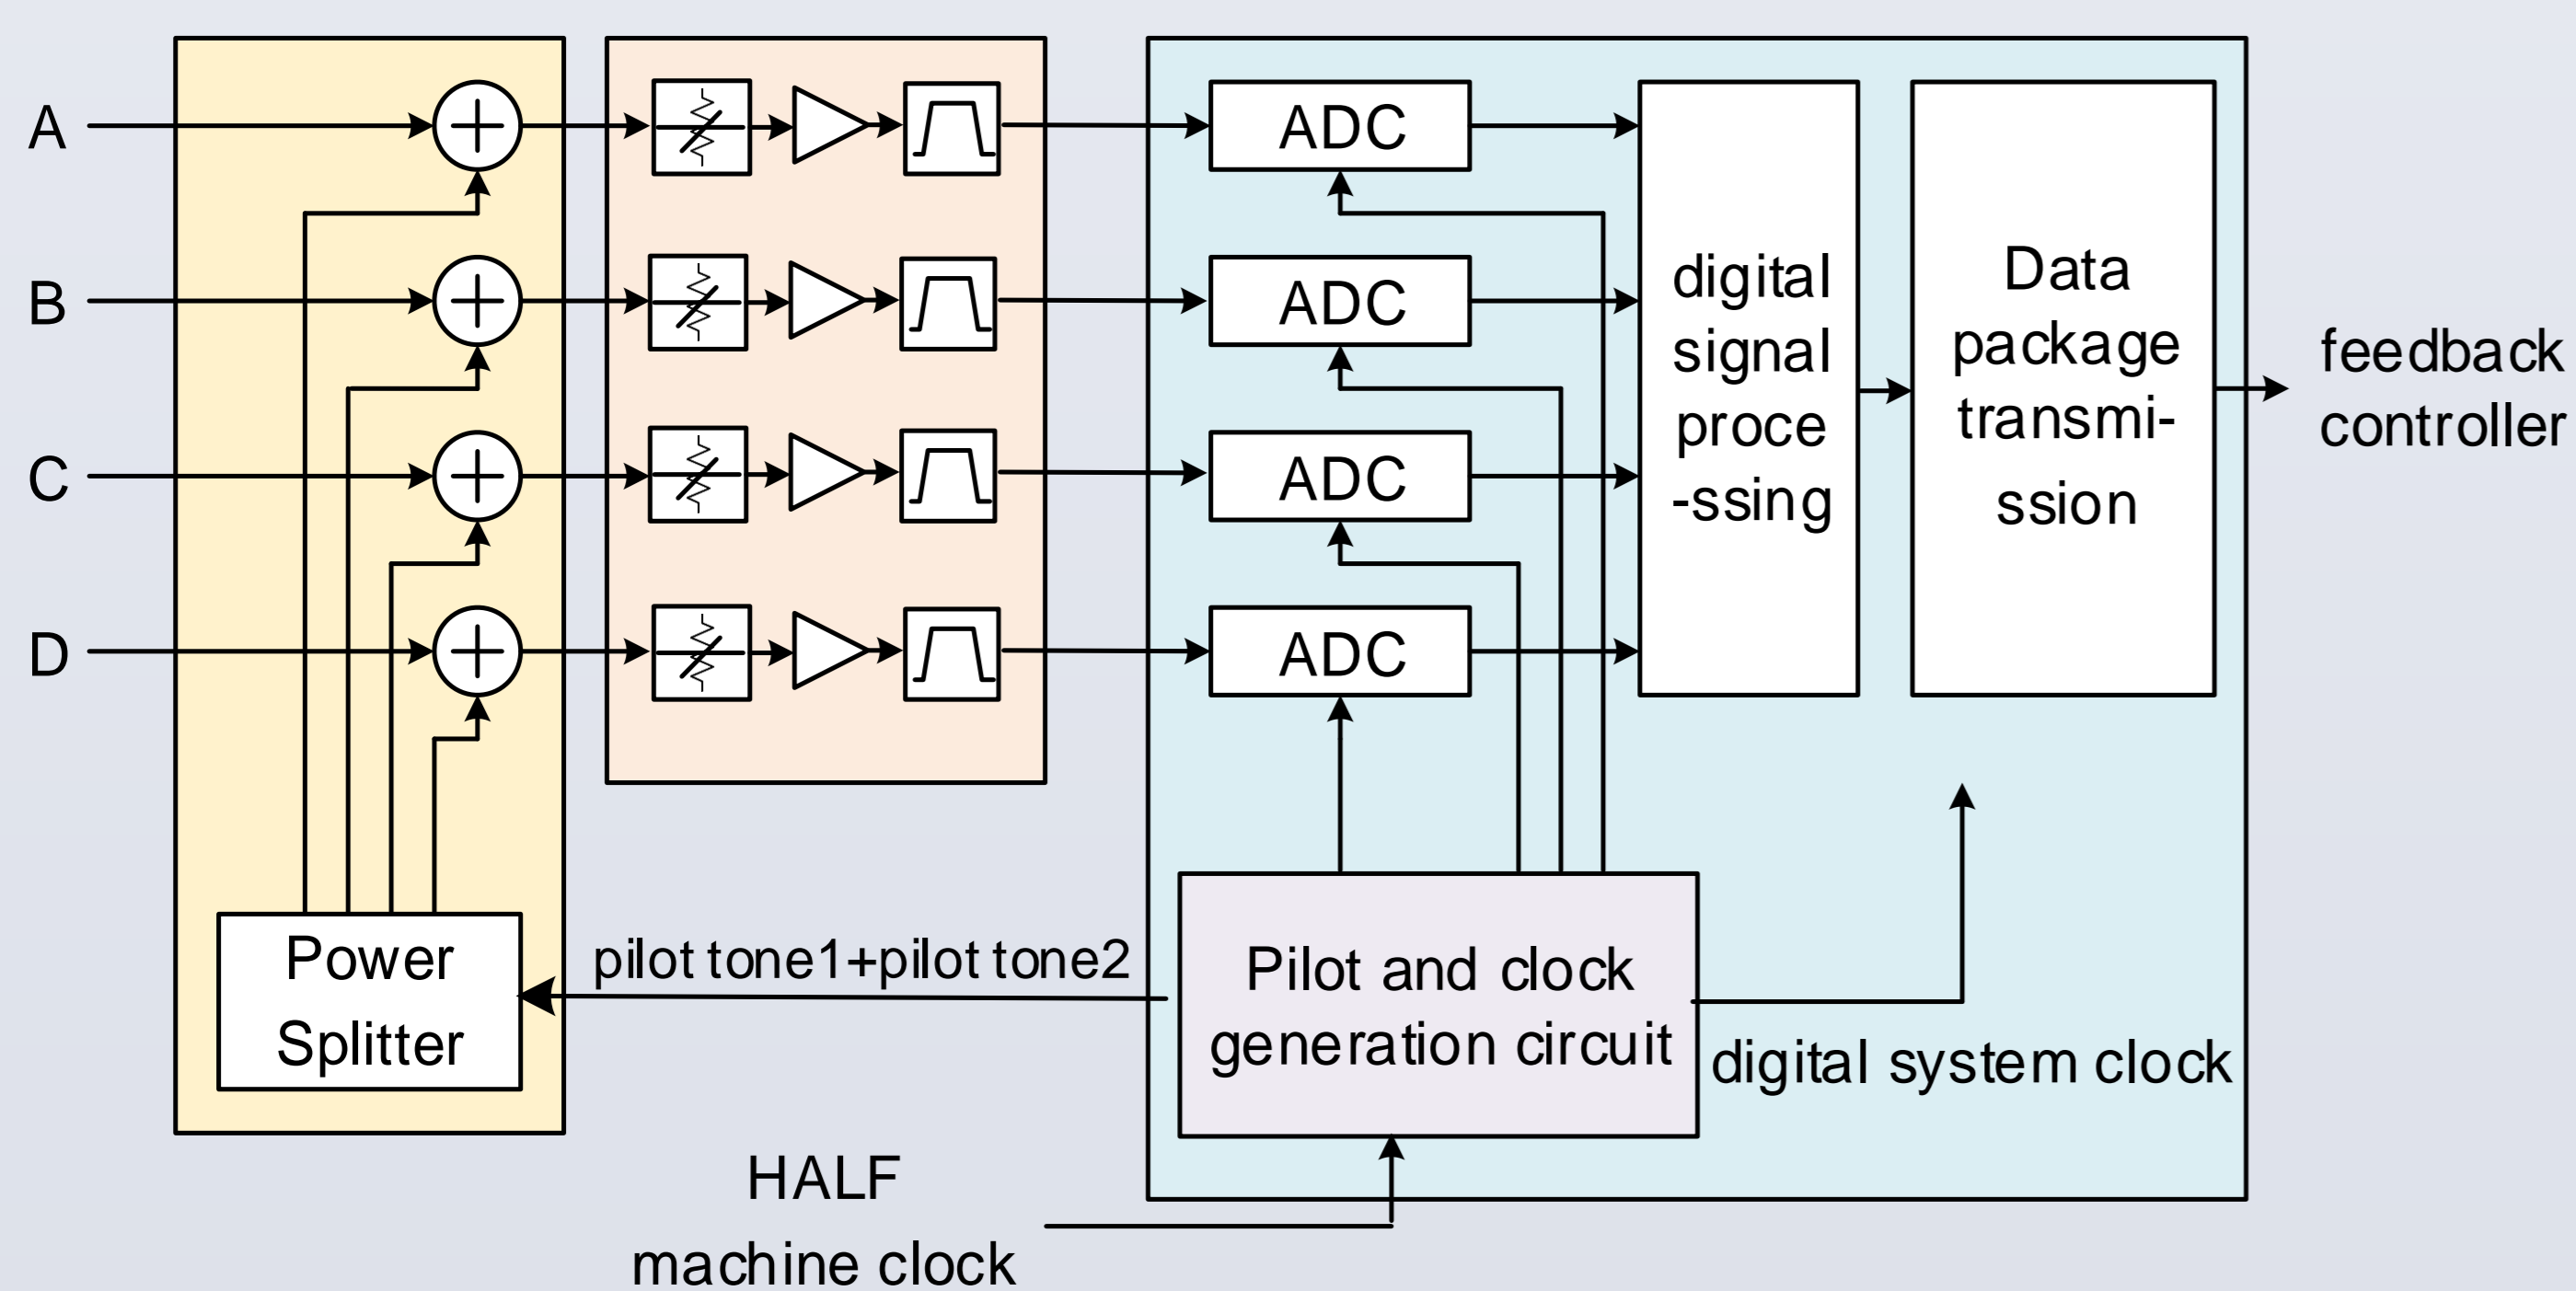 A
B
C
D
Power
Splitter
pilot tone1+pilot tone2
HALF
machine clock
ADC
ADC
ADC
ADC
digital
signal
proce
-ssing
Data
package
transmi-
ssion
Pilot and clock
generation circuit
digital system clock
feedback
controller